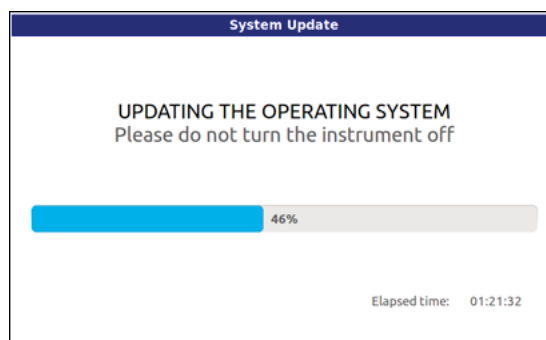 System Update
UPDATING THE OPERATING SYSTEM
Please do not turn the instrument off
46%
Elapsed time: 01:21:32